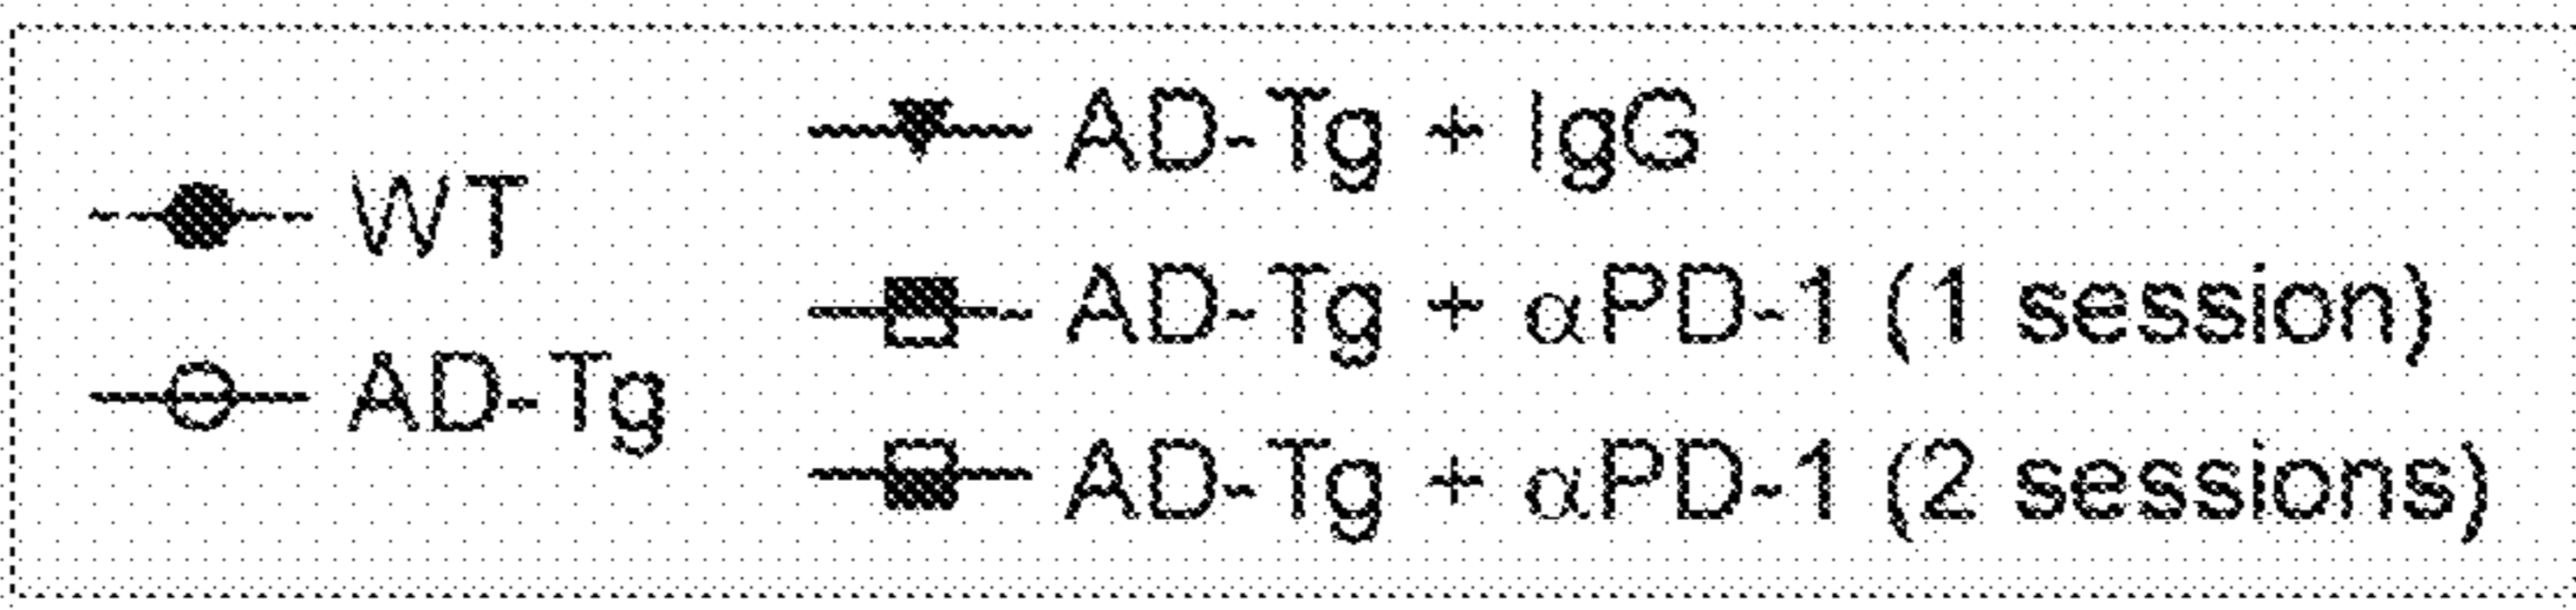 WT
AD-Tg
AD-Tg + IgG
AD-Tg + αPD-1 (1 session)
AD-Tg + αPD-1 (2 sessions)